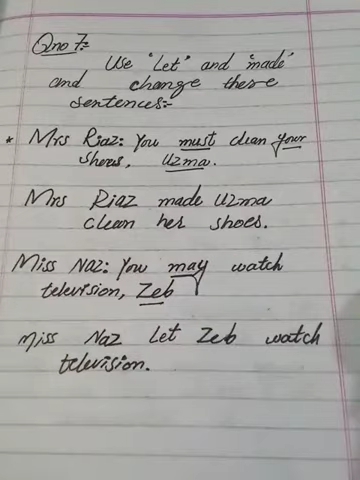 Qno 7:-
Use "Let" and "made"
and change these
sentences:-
* Mrs Riaz: You must clean your
shoes, Uzma.
Mrs Riaz made Uzma
clean her shoes.
Miss Naz: You may watch
television, Zeb
Miss Naz Let Zeb watch
television.